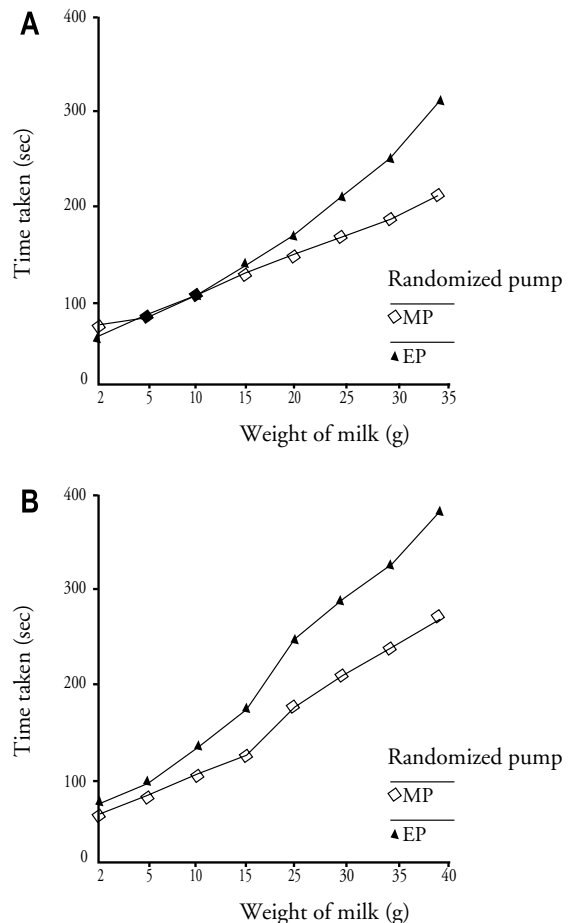 A
400
300
200
100
0
Time taken (sec)
2 5 10 15 20 25 30 35
Weight of milk (g)
Randomized pump
MP
EP
B
400
300
200
100
0
Time taken (sec)
2 5 10 15 25 30 35 40
Weight of milk (g)
Randomized pump
MP
EP